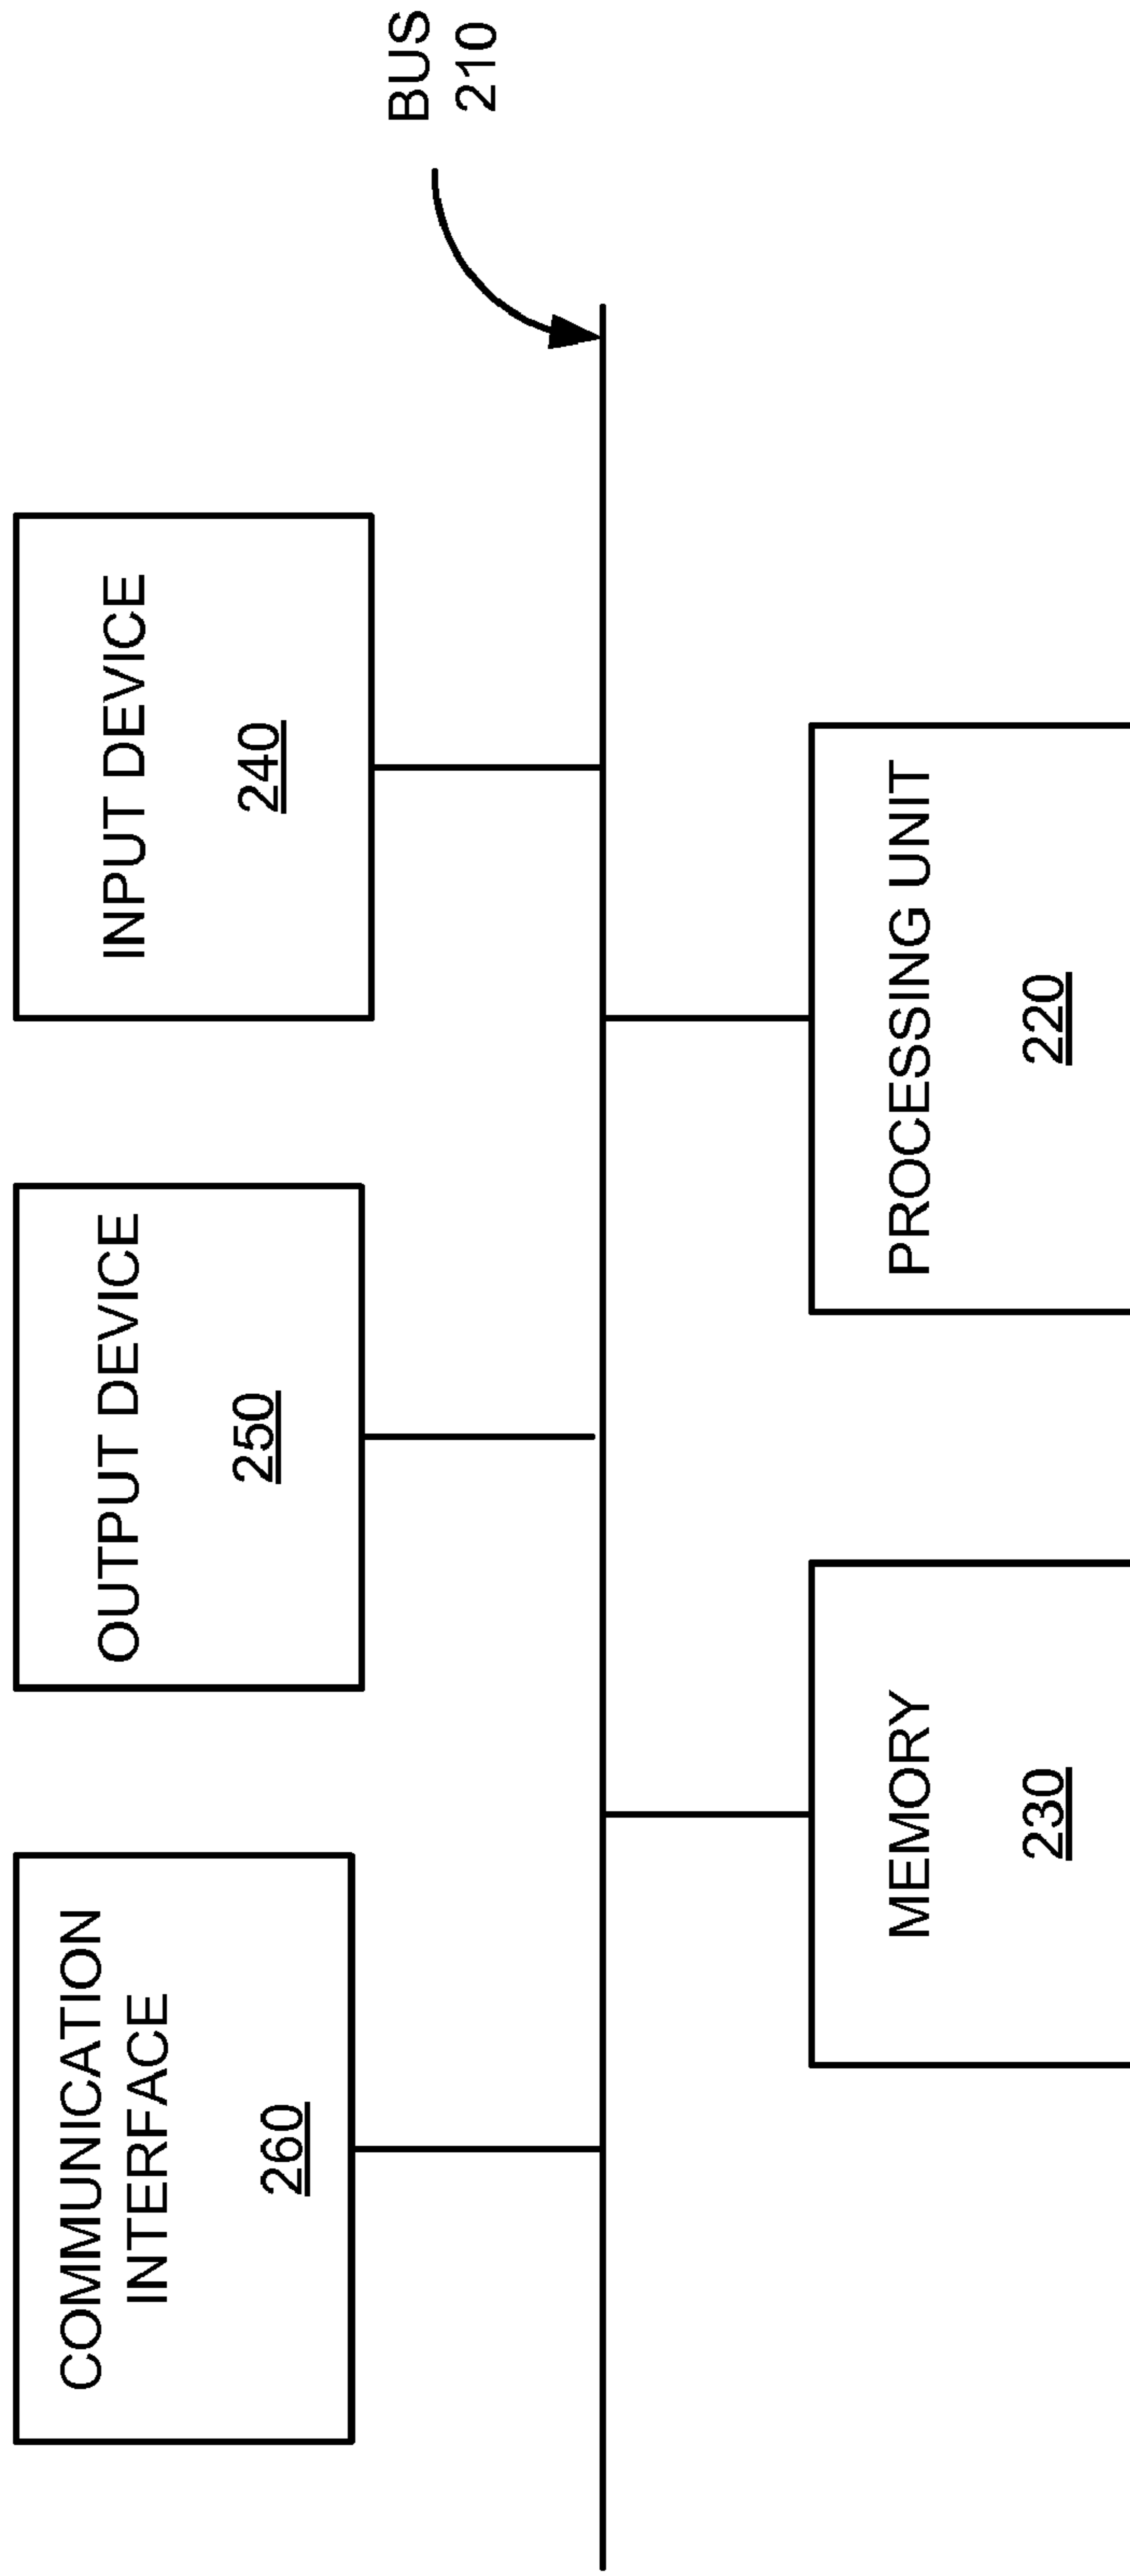 COMMUNICATION
INTERFACE
260
OUTPUT DEVICE
250
INPUT DEVICE
240
BUS
210
MEMORY
230
PROCESSING UNIT
220